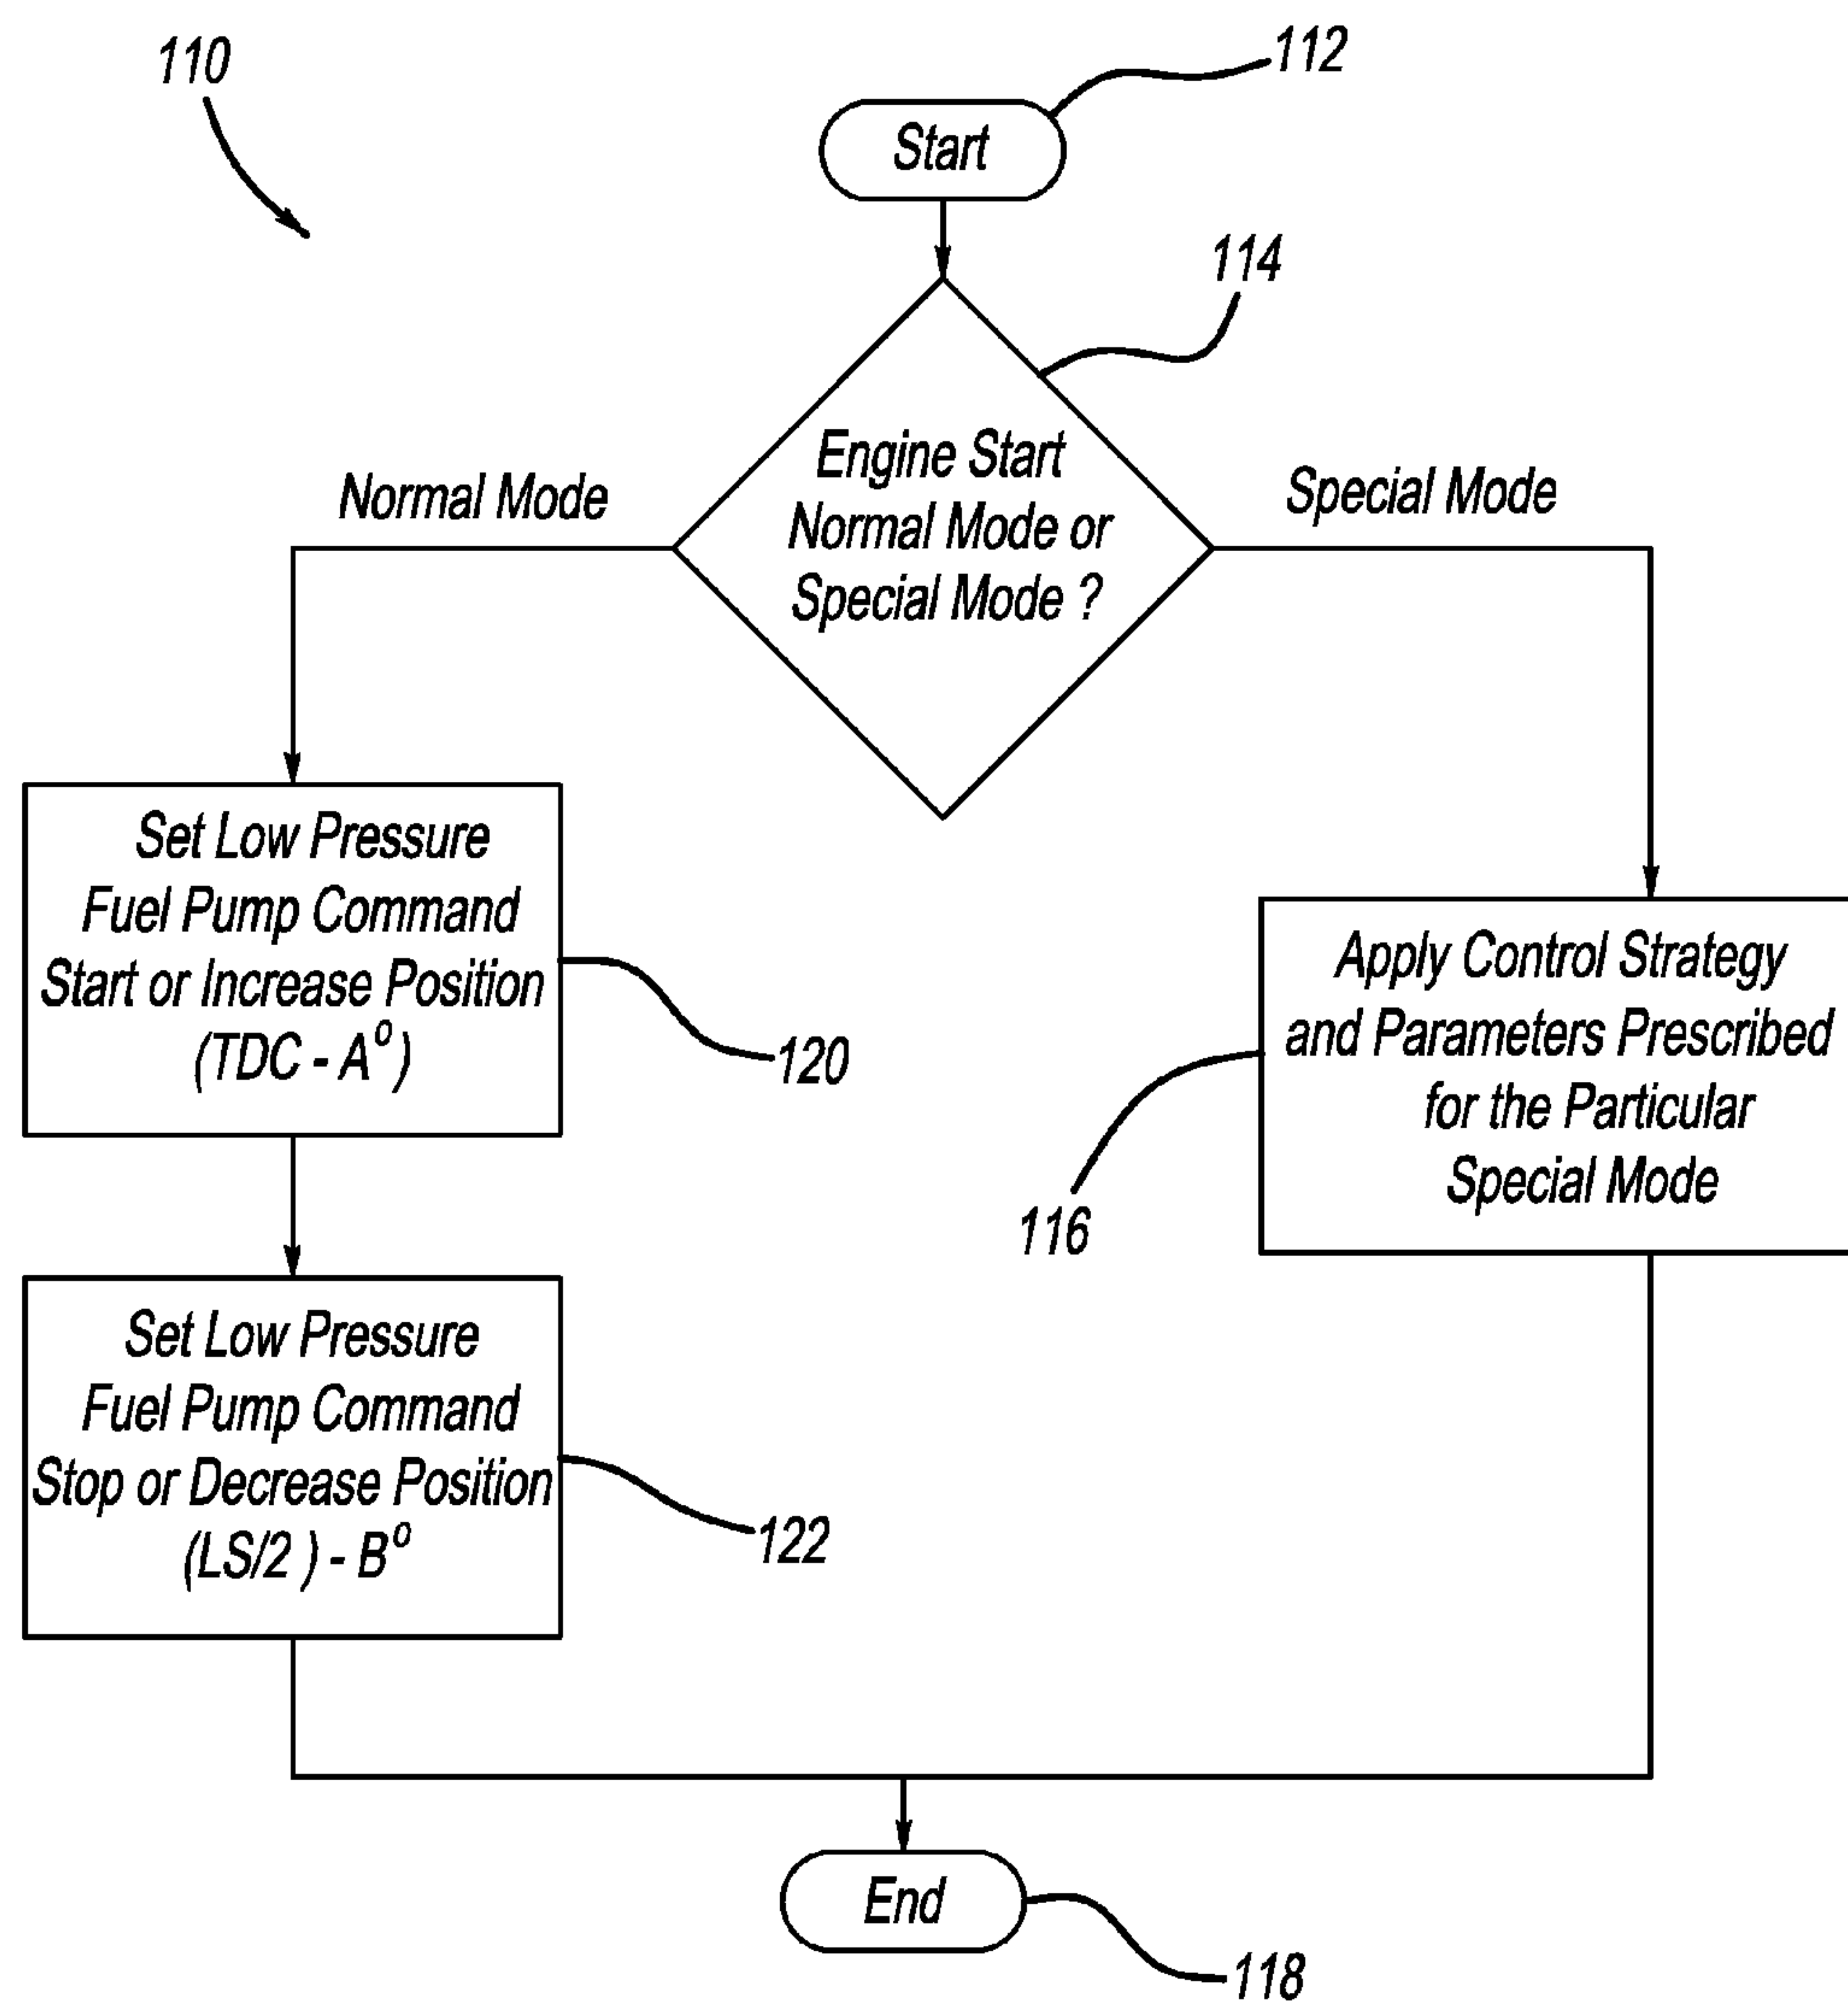 110
112
Start
114
Engine Start
Normal Mode or
Special Mode ?
Normal Mode
Special Mode
Set Low Pressure
Fuel Pump Command
Start or Increase Position
(TDC - A°)
120
Apply Control Strategy
and Parameters Prescribed
for the Particular
Special Mode
116
Set Low Pressure
Fuel Pump Command
Stop or Decrease Position
(LS/2 ) - B°
122
End
118